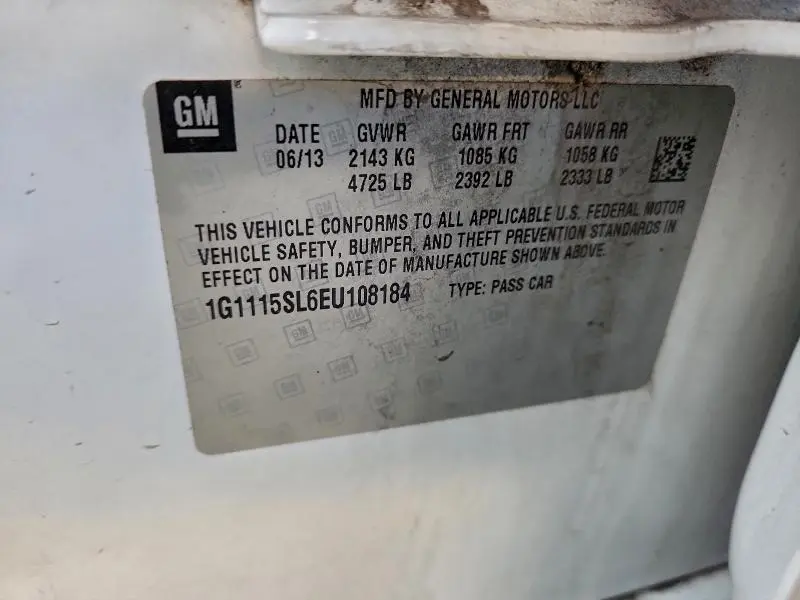 GM
MFD BY GENERAL MOTORS LLC
DATE GVWR GAWR FRT GAWR RR
06/13 2143 KG 1085 KG 1058 KG
4725 LB 2392 LB 2333 LB
THIS VEHICLE CONFORMS TO ALL APPLICABLE U.S. FEDERAL MOTOR
VEHICLE SAFETY, BUMPER, AND THEFT PREVENTION STANDARDS IN
EFFECT ON THE DATE OF MANUFACTURE SHOWN ABOVE.
1G1115SL6EU108184 TYPE: PASS CAR